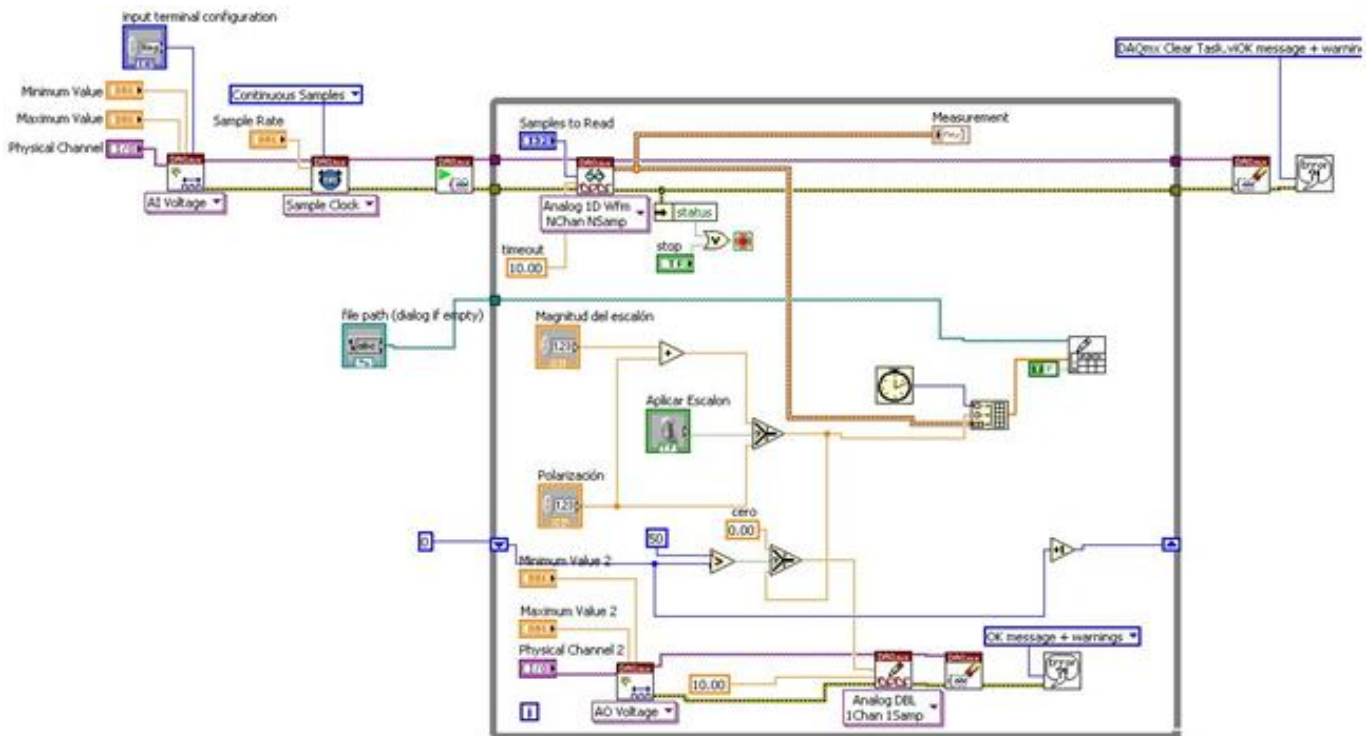 input terminal configuration
Minimum Value
Maximum Value
Physical Channel
Continuous Samples
Sample Rate
AI Voltage
Sample Clock
Samples to Read
Measurement
Analog 1D Wfm
NChan NSamp
status
stop
timeout
10.00
DAQmx Clear Task.viOK message + warning
file path (dialog if empty)
Magnitud del escalón
Aplicar Escalon
Polarización
cero
0.00
50
0
Minimum Value 2
Maximum Value 2
Physical Channel 2
AO Voltage
10.00
Analog DBL
1Chan 1Samp
OK message + warnings
i